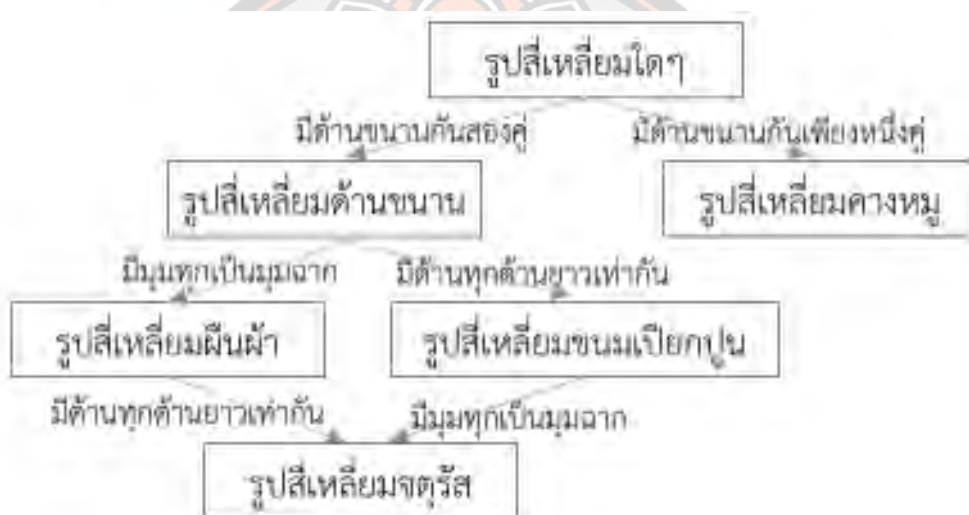 รูปสี่เหลี่ยมใดๆ
มีด้านขนานกันสองคู่ มีด้านขนานกันเพียงหนึ่งคู่
รูปสี่เหลี่ยมด้านขนาน รูปสี่เหลี่ยมคางหมู
มีมุมทุกเป็นมุมฉาก มีด้านทุกด้านยาวเท่ากัน
รูปสี่เหลี่ยมผืนผ้า รูปสี่เหลี่ยมขนมเปียกปูน
มีด้านทุกด้านยาวเท่ากัน มีมุมทุกเป็นมุมฉาก
รูปสี่เหลี่ยมจตุรัส